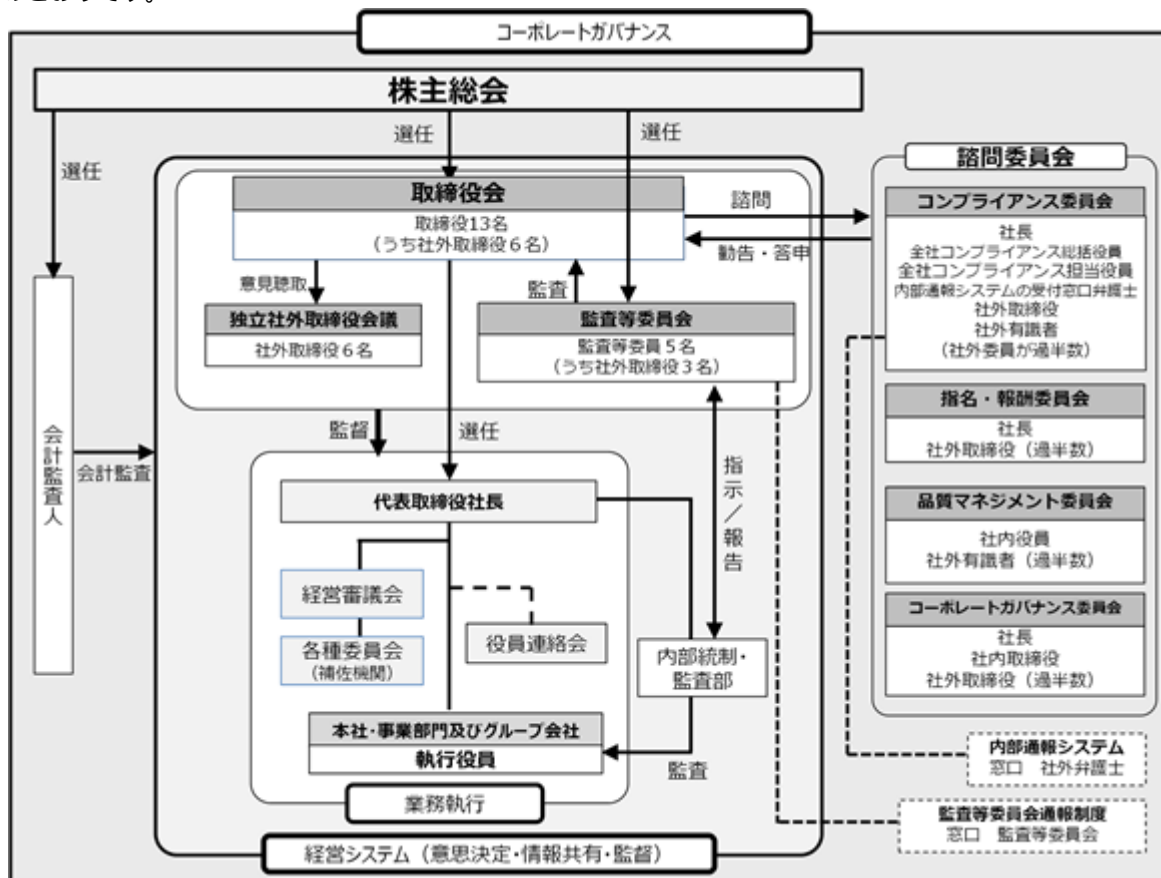 のとおりです。
コーポレートガバナンス
株主総会
選任
選任
選任
取締役会
取締役13名
(うち社外取締役6名)
諮問
勧告・答申
意見聴取
監査
独立社外取締役会議
社外取締役6名
監査等委員会
監査等委員5名
(うち社外取締役3名)
会計監査人
会計監査
監督
選任
指示/報告
代表取締役社長
経営審議会
各種委員会
(補佐機関)
役員連絡会
内部統制・
監査部
本社・事業部門及びグループ会社
執行役員
監査
業務執行
経営システム(意思決定・情報共有・監督)
諮問委員会
コンプライアンス委員会
社長
全社コンプライアンス総括役員
全社コンプライアンス担当役員
内部通報システムの受付窓口弁護士
社外取締役
社外有識者
(社外委員が過半数)
指名・報酬委員会
社長
社外取締役(過半数)
品質マネジメント委員会
社内役員
社外有識者(過半数)
コーポレートガバナンス委員会
社長
社内取締役
社外取締役(過半数)
内部通報システム
窓口 社外弁護士
監査等委員会通報制度
窓口 監査等委員会